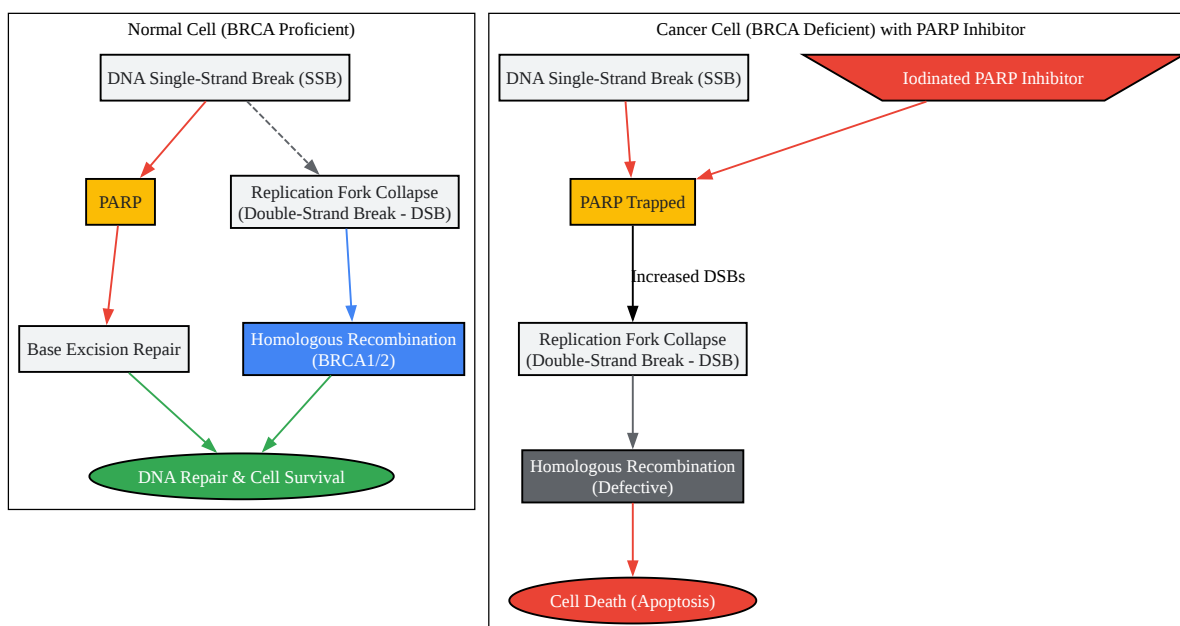 Normal Cell (BRCA Proficient)
DNA Single-Strand Break (SSB)
PARP
Replication Fork Collapse
(Double-Strand Break - DSB)
Base Excision Repair
Homologous Recombination
(BRCA1/2)
DNA Repair & Cell Survival
Cancer Cell (BRCA Deficient) with PARP Inhibitor
DNA Single-Strand Break (SSB)
Iodinated PARP Inhibitor
PARP Trapped
Increased DSBs
Replication Fork Collapse
(Double-Strand Break - DSB)
Homologous Recombination
(Defective)
Cell Death (Apoptosis)